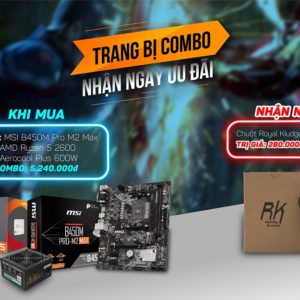 TRANG BỊ COMBO
NHẬN NGAY ƯU ĐÃI
KHI MUA
MSI B450M Pro M2 Max
AMD Ryzen 5 2600
Aerocool Plus 600W
COMBO: 5.240.000đ
NHẬN N
Chuột Royal Kludge
TRỊ GIÁ: 280.000
msi
B450M
PRO-M2 MAX
msi
RK